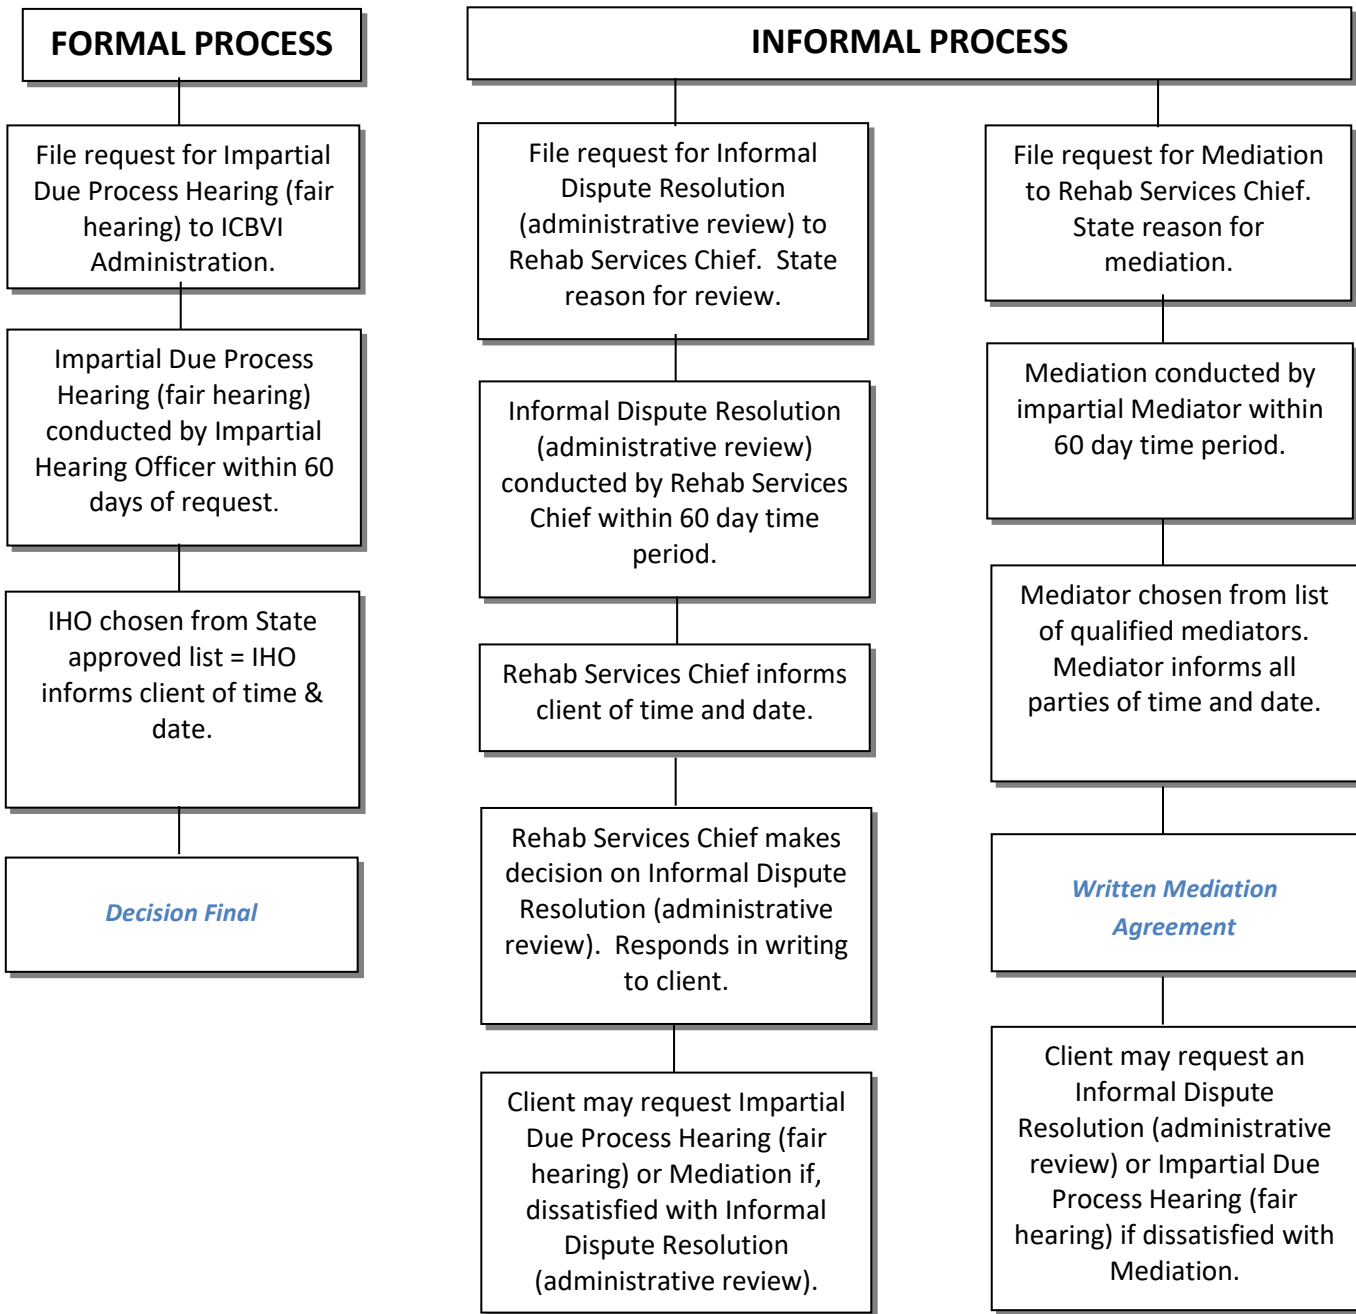 FORMAL PROCESS
File request for Impartial
Due Process Hearing (fair
hearing) to ICBVI
Administration.
Impartial Due Process
Hearing (fair hearing)
conducted by Impartial
Hearing Officer within 60
days of request.
IHO chosen from State
approved list = IHO
informs client of time &
date.
Decision Final
INFORMAL PROCESS
File request for Informal
Dispute Resolution
(administrative review) to
Rehab Services Chief.  State
reason for review.
Informal Dispute Resolution
(administrative review)
conducted by Rehab Services
Chief within 60 day time
period.
Rehab Services Chief informs
client of time and date.
Rehab Services Chief makes
decision on Informal Dispute
Resolution (administrative
review).  Responds in writing
to client.
Client may request Impartial
Due Process Hearing (fair
hearing) or Mediation if,
dissatisfied with Informal
Dispute Resolution
(administrative review).
File request for Mediation
to Rehab Services Chief.
State reason for
mediation.
Mediation conducted by
impartial Mediator within
60 day time period.
Mediator chosen from list
of qualified mediators.
Mediator informs all
parties of time and date.
Written Mediation
Agreement
Client may request an
Informal Dispute
Resolution (administrative
review) or Impartial Due
Process Hearing (fair
hearing) if dissatisfied with
Mediation.